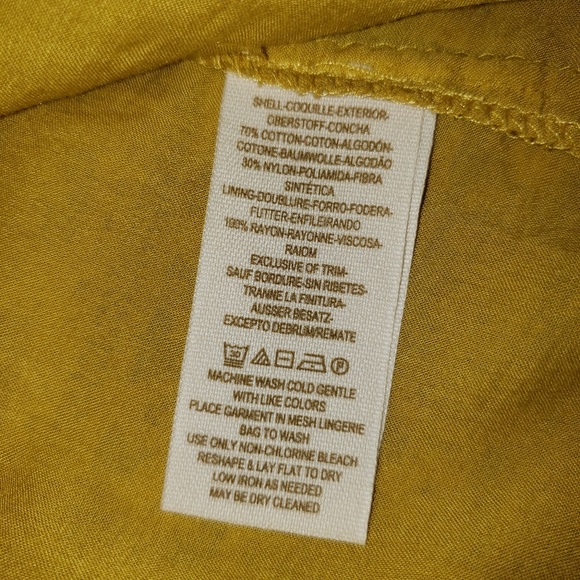 SHELL-COQUILLE-EXTERIOR-
OBERSTOFF-CONCHA
70% COTTON-COTON-ALGODÓN-
COTONE-BAUMWOLLE-ALGODÃO
30% NYLON-POLIAMIDA-FIBRA
SINTÉTICA
LINING-DOUBLURE-FORRO-FODERA-
FUTTER-ENFILEIRANDO
100% RAYON-RAYONNE-VISCOSA-
RAIOM
EXCLUSIVE OF TRIM-
SAUF BORDURE-SIN RIBETES-
TRANNE LA FINITURA-
AUSSER BESATZ-
EXCEPTO DEBRUM/REMATE
30 P
MACHINE WASH COLD GENTLE
WITH LIKE COLORS
PLACE GARMENT IN MESH LINGERIE
BAG TO WASH
USE ONLY NON-CHLORINE BLEACH
RESHAPE & LAY FLAT TO DRY
LOW IRON AS NEEDED
MAY BE DRY CLEANED